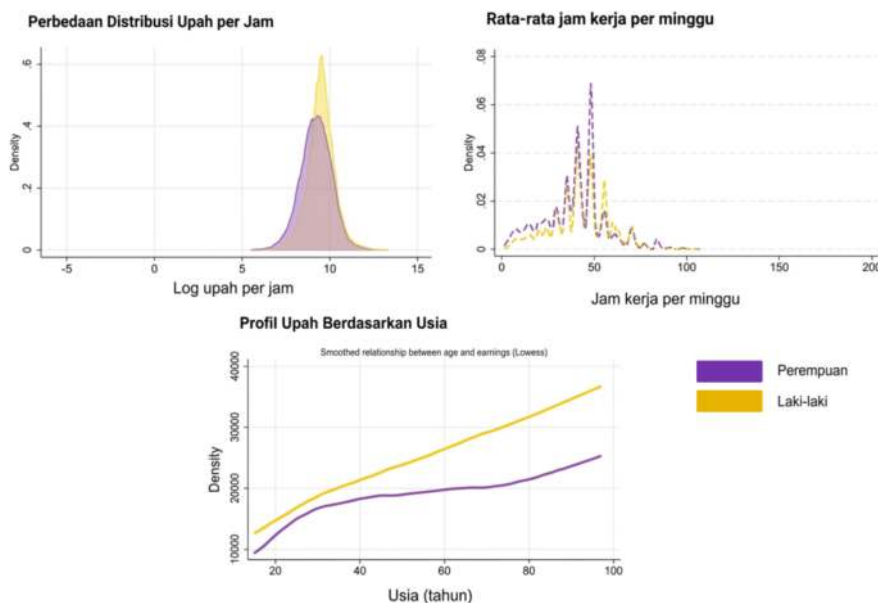 Perbedaan Distribusi Upah per Jam
Density
.6
.4
.2
0
-5
0
5
10
15
Log upah per jam
Rata-rata jam kerja per minggu
Density
.08
.06
.04
.02
0
0
50
100
150
200
Jam kerja per minggu
Profil Upah Berdasarkan Usia
Smoothed relationship between age and earnings (Lowess)
Density
40000
30000
20000
10000
20
40
60
80
100
Usia (tahun)
Perempuan
Laki-laki